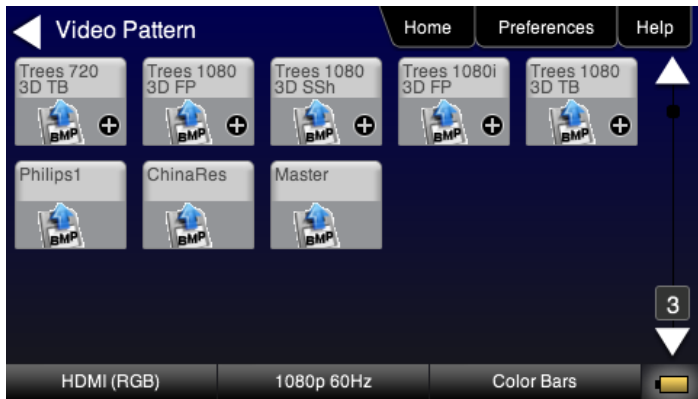 Video Pattern
Home
Preferences
Help
Trees 720
3D TB
Trees 1080
3D FP
Trees 1080
3D SSh
Trees 1080i
3D FP
Trees 1080
3D TB
BMP
BMP
BMP
BMP
BMP
Philips1
ChinaRes
Master
BMP
BMP
BMP
3
HDMI (RGB)
1080p 60Hz
Color Bars